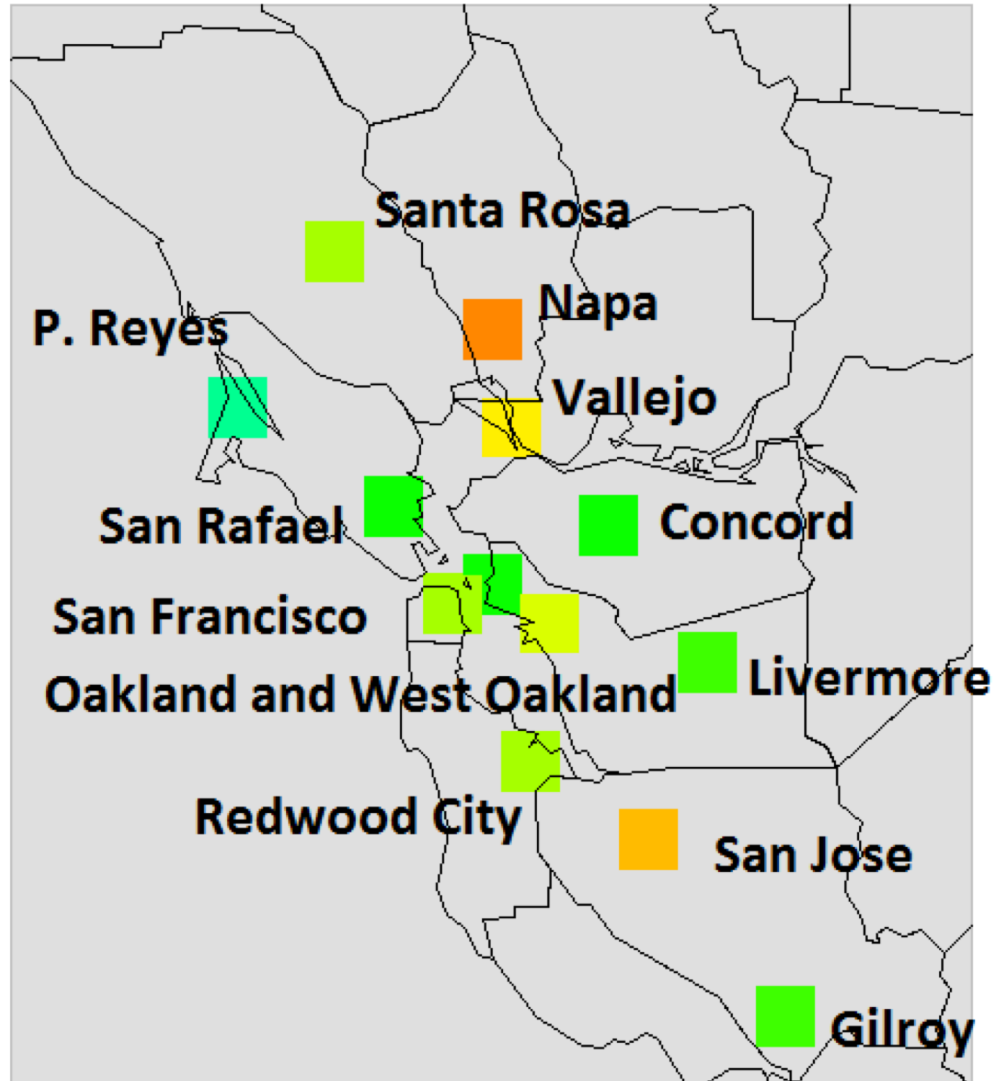 Santa Rosa
Napa
P. Reyes
Vallejo
San Rafael
Concord
San Francisco
Oakland and West Oakland
Livermore
Redwood City
San Jose
Gilroy